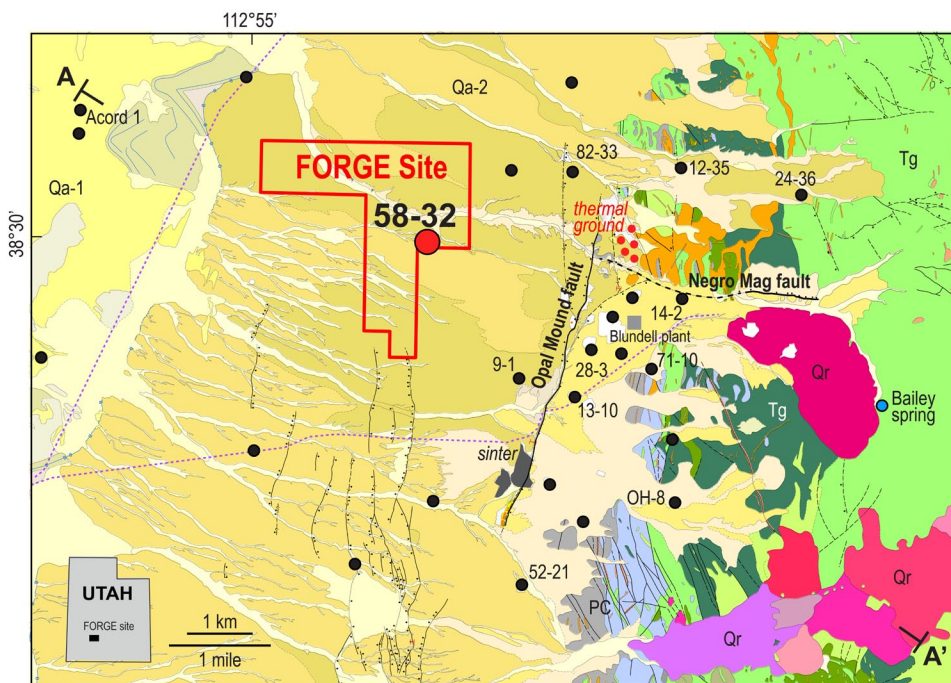 112°55'
38°30'
A
Acord 1
Qa-2
Qa-1
FORGE Site
58-32
82-33
12-35
24-36
Tg
thermal
ground
Opal Mound fault
Negro Mag fault
14-2
Blundell plant
9-1
28-3
71-10
13-10
Qr
Tg
Bailey
spring
sinter
OH-8
52-21
PC
Qr
Qr
A'
UTAH
FORGE site
1 km
1 mile